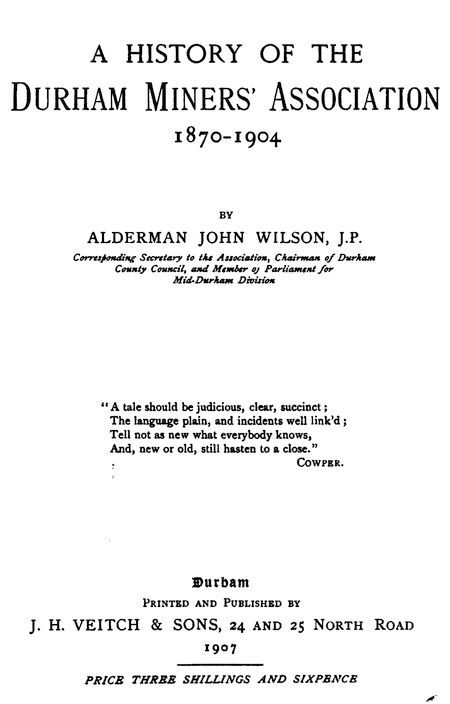 A HISTORY OF THE
DURHAM MINERS' ASSOCIATION
1870-1904
BY
ALDERMAN JOHN WILSON, J.P.
Corresponding Secretary to the Association, Chairman of Durham
County Council, and Member of Parliament for
Mid-Durham Division
"A tale should be judicious, clear, succinct;
The language plain, and incidents well link'd;
Tell not as new what everybody knows,
And, new or old, still hasten to a close."
COWPER.
Durham
PRINTED AND PUBLISHED BY
J. H. VEITCH & SONS, 24 AND 25 NORTH ROAD
1907
PRICE THREE SHILLINGS AND SIXPENCE